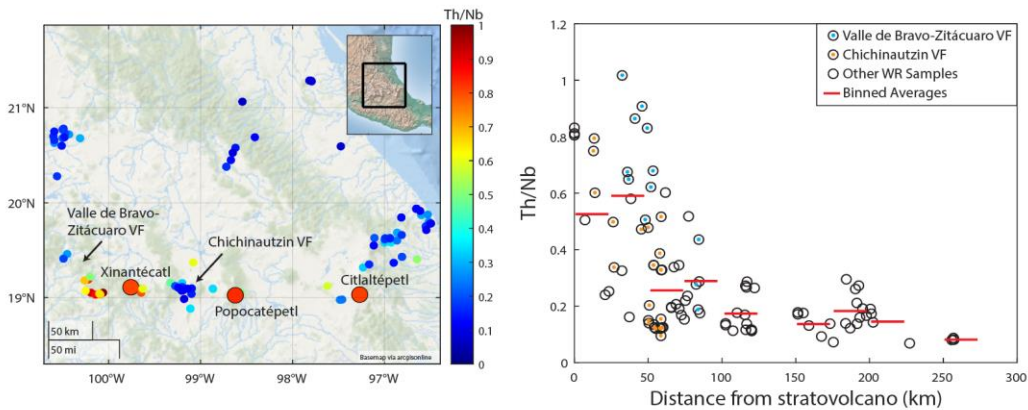 21°N
20°N
19°N
Valle de Bravo-
Zitácuaro VF
Xinantécatl
Chichinautzin VF
Popocatépetl
Citlaltépetl
50 km
50 mi
Basemap via arcgisonline
100°W
99°W
98°W
97°W
Th/Nb
1
0.9
0.8
0.7
0.6
0.5
0.4
0.3
0.2
0.1
0
Th/Nb
1.2
1
0.8
0.6
0.4
0.2
0
Valle de Bravo-Zitácuaro VF
Chichinautzin VF
Other WR Samples
Binned Averages
0 50 100 150 200 250 300
Distance from stratovolcano (km)